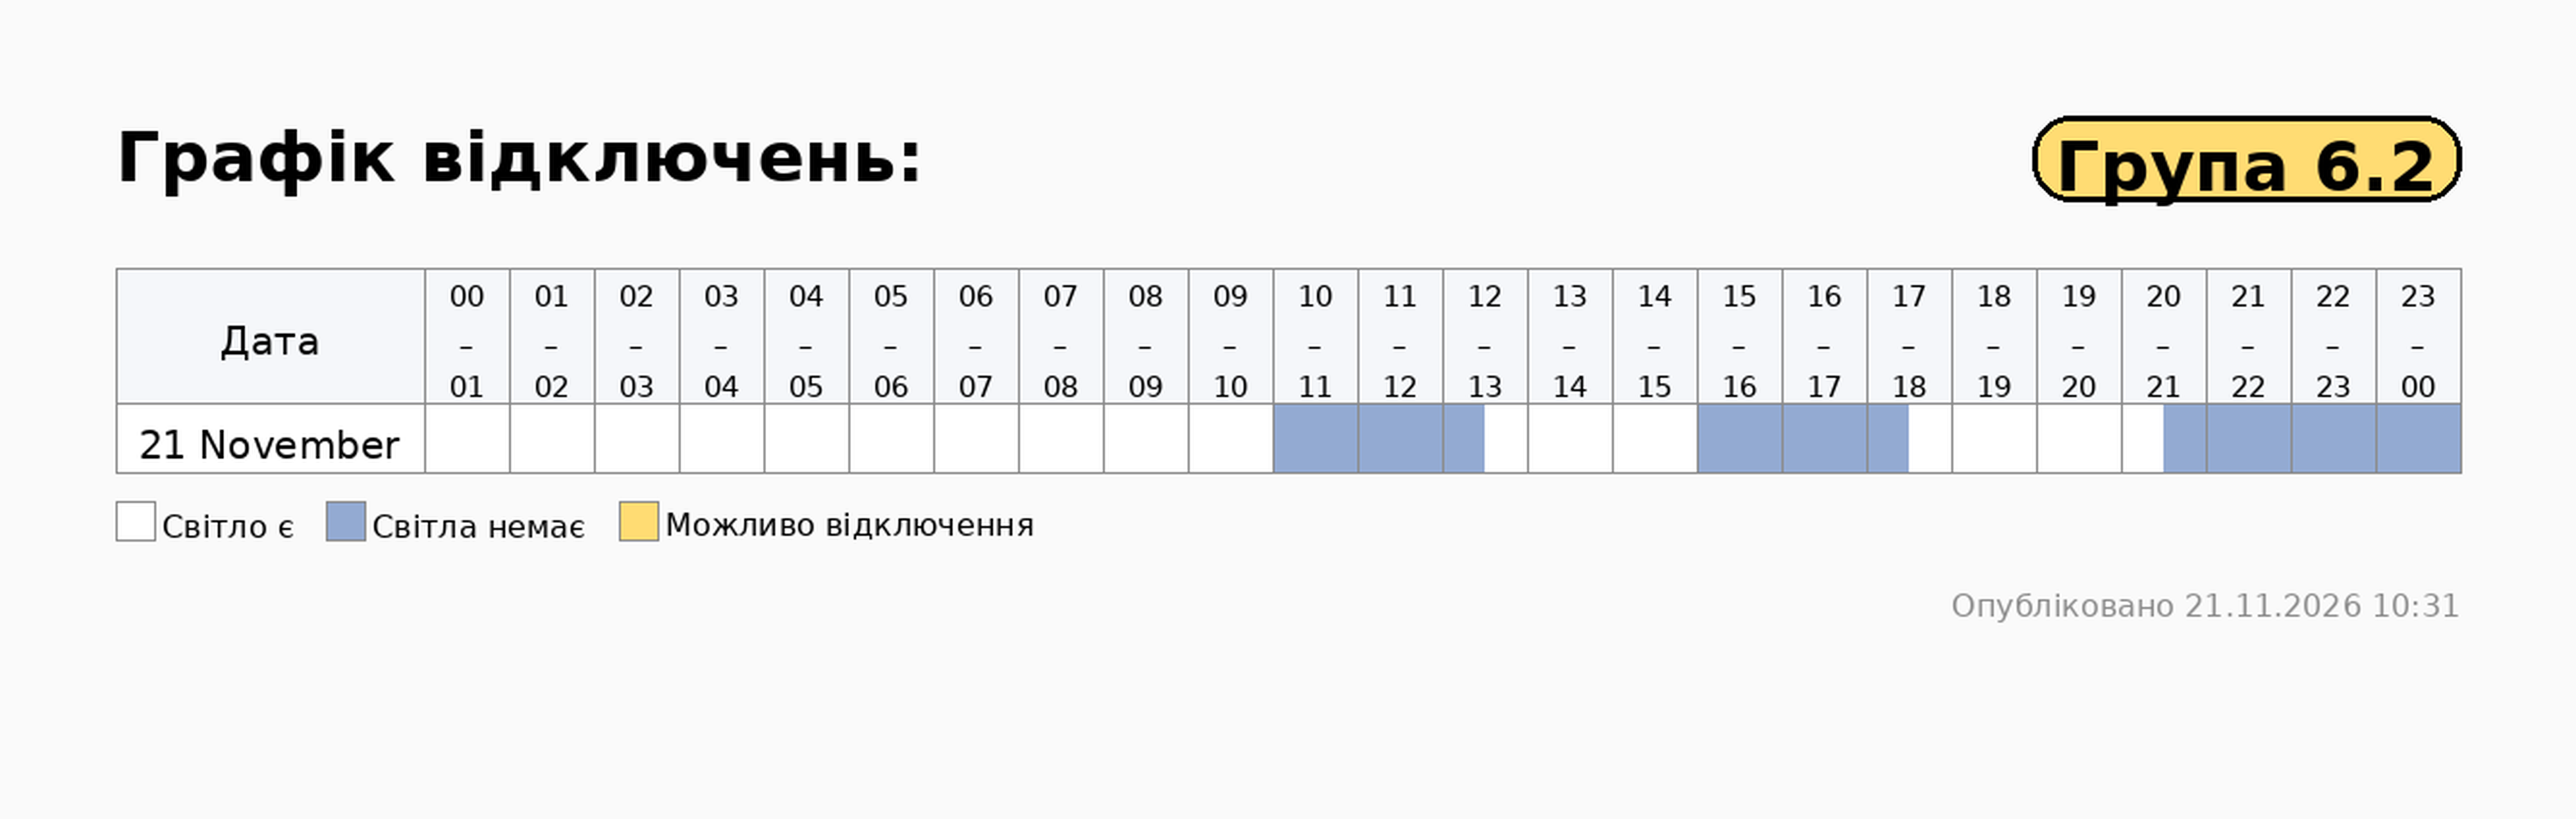 Графік відключень:
Група 6.2
Дата
00 – 01
01 – 02
02 – 03
03 – 04
04 – 05
05 – 06
06 – 07
07 – 08
08 – 09
09 – 10
10 – 11
11 – 12
12 – 13
13 – 14
14 – 15
15 – 16
16 – 17
17 – 18
18 – 19
19 – 20
20 – 21
21 – 22
22 – 23
23 – 00
21 November
Світло є
Світла немає
Можливо відключення
Опубліковано 21.11.2026 10:31